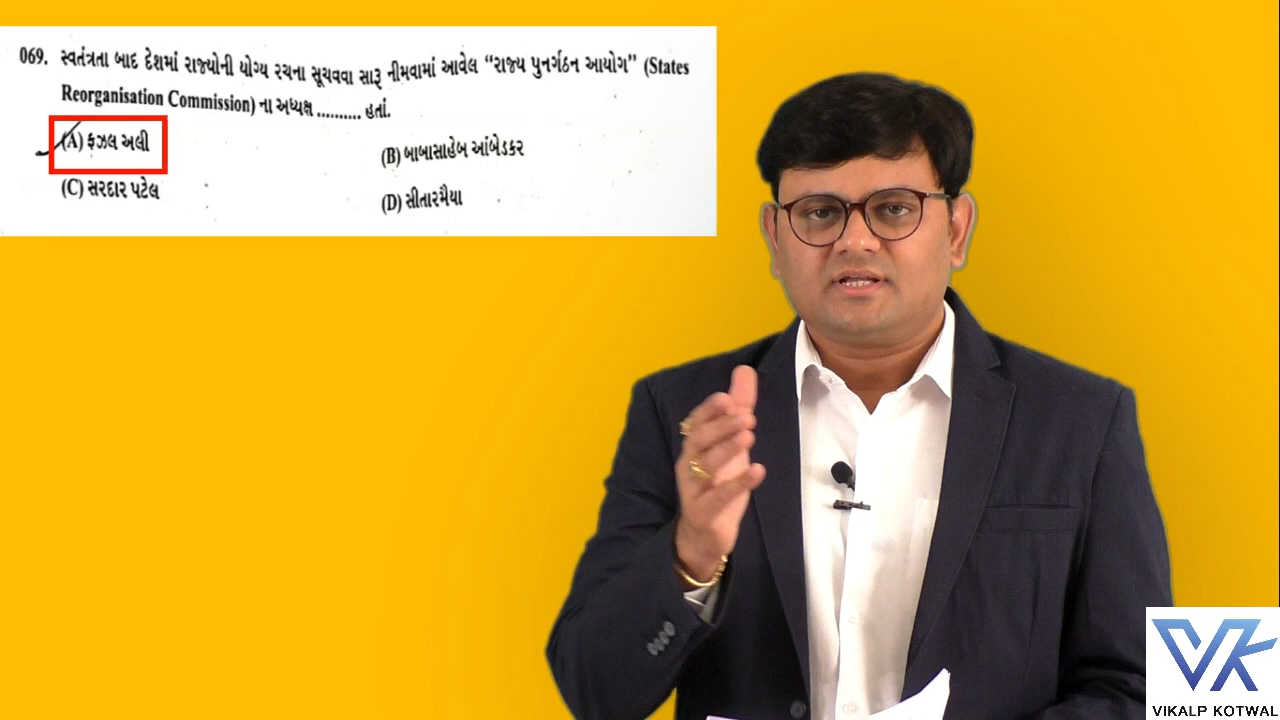 069. સ્વતંત્રતા બાદ દેશમાં રાજ્યોની યોગ્ય રચના સૂચવવા સારૂ નીમવામાં આવેલ “રાજ્ય પુનર્ગઠન આયોગ” (States
Reorganisation Commission) ના અધ્યક્ષ .......... હતાં.
(A) ફઝલ અલી
(B) બાબાસાહેબ આંબેડકર
(C) સરદાર પટેલ
(D) સીતારમૈયા
VIKALP KOTWAL